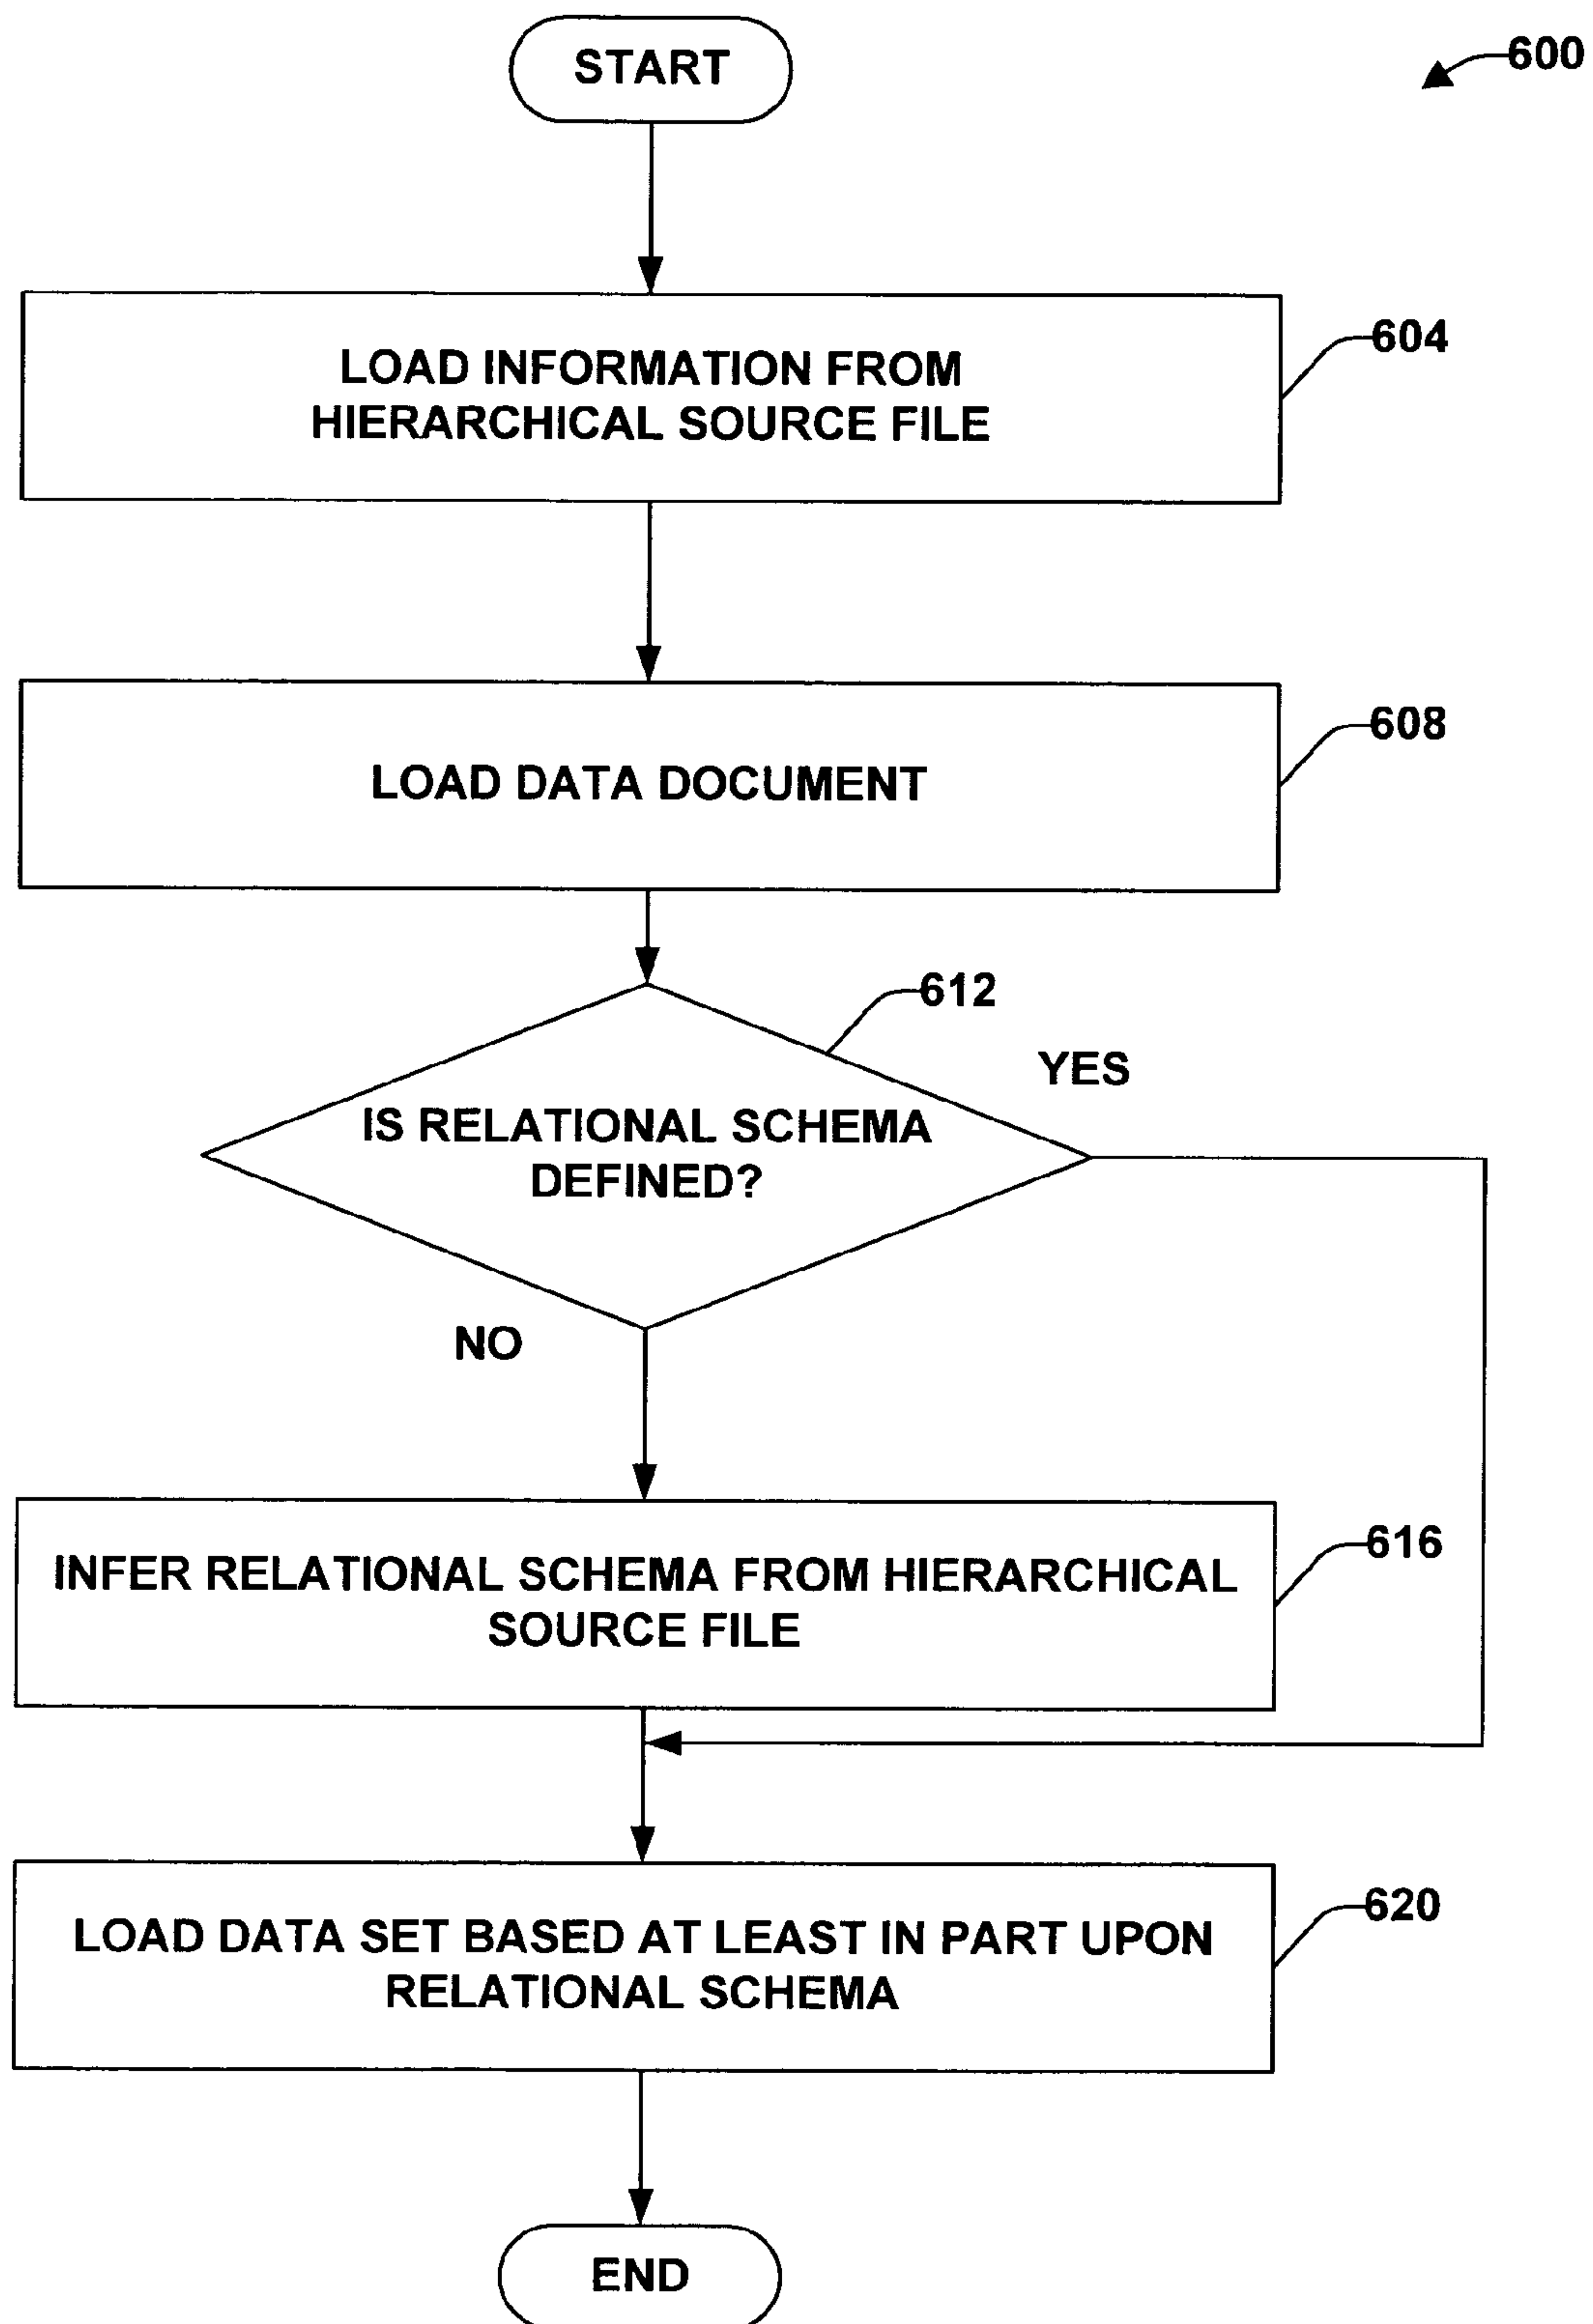 START
600
LOAD INFORMATION FROM
HIERARCHICAL SOURCE FILE
604
LOAD DATA DOCUMENT
608
612
YES
IS RELATIONAL SCHEMA
DEFINED?
NO
INFER RELATIONAL SCHEMA FROM HIERARCHICAL
SOURCE FILE
616
LOAD DATA SET BASED AT LEAST IN PART UPON
RELATIONAL SCHEMA
620
END